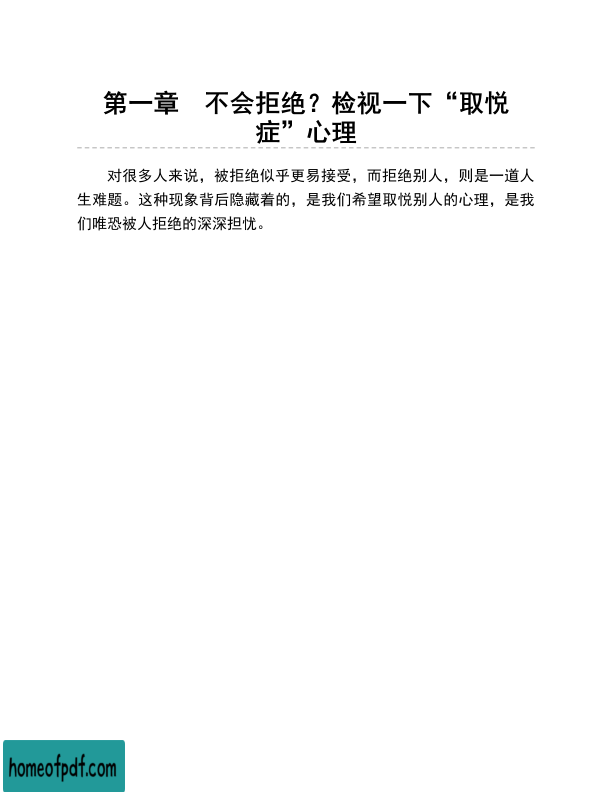 第一章　不会拒绝？检视一下“取悦
症”心理
对很多人来说，被拒绝似乎更易接受，而拒绝别人，则是一道人
生难题。这种现象背后隐藏着的，是我们希望取悦别人的心理，是我
们唯恐被人拒绝的深深担忧。
homeofpdf.com